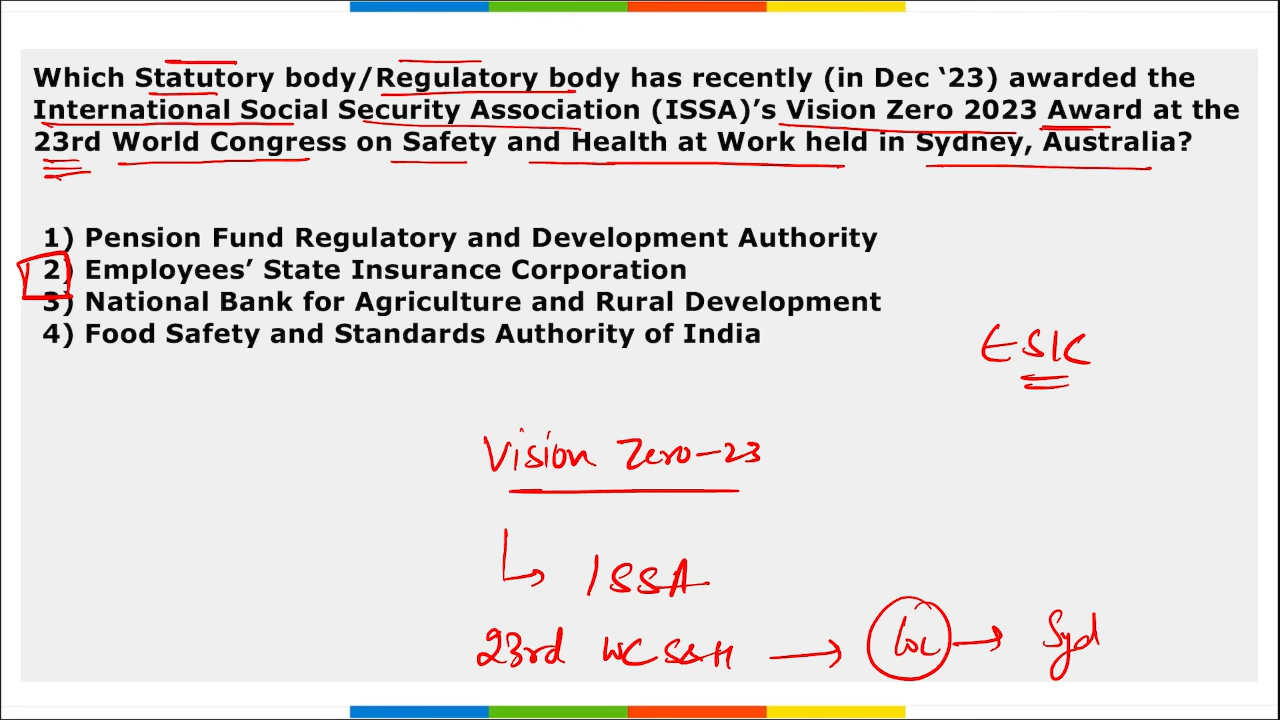 Which Statutory body/Regulatory body has recently (in Dec ‘23) awarded the
International Social Security Association (ISSA)’s Vision Zero 2023 Award at the
23rd World Congress on Safety and Health at Work held in Sydney, Australia?
1) Pension Fund Regulatory and Development Authority
2) Employees’ State Insurance Corporation
3) National Bank for Agriculture and Rural Development
4) Food Safety and Standards Authority of India
ESIC
Vision Zero-23
ISSA
23rd WCS&H Loc Syd